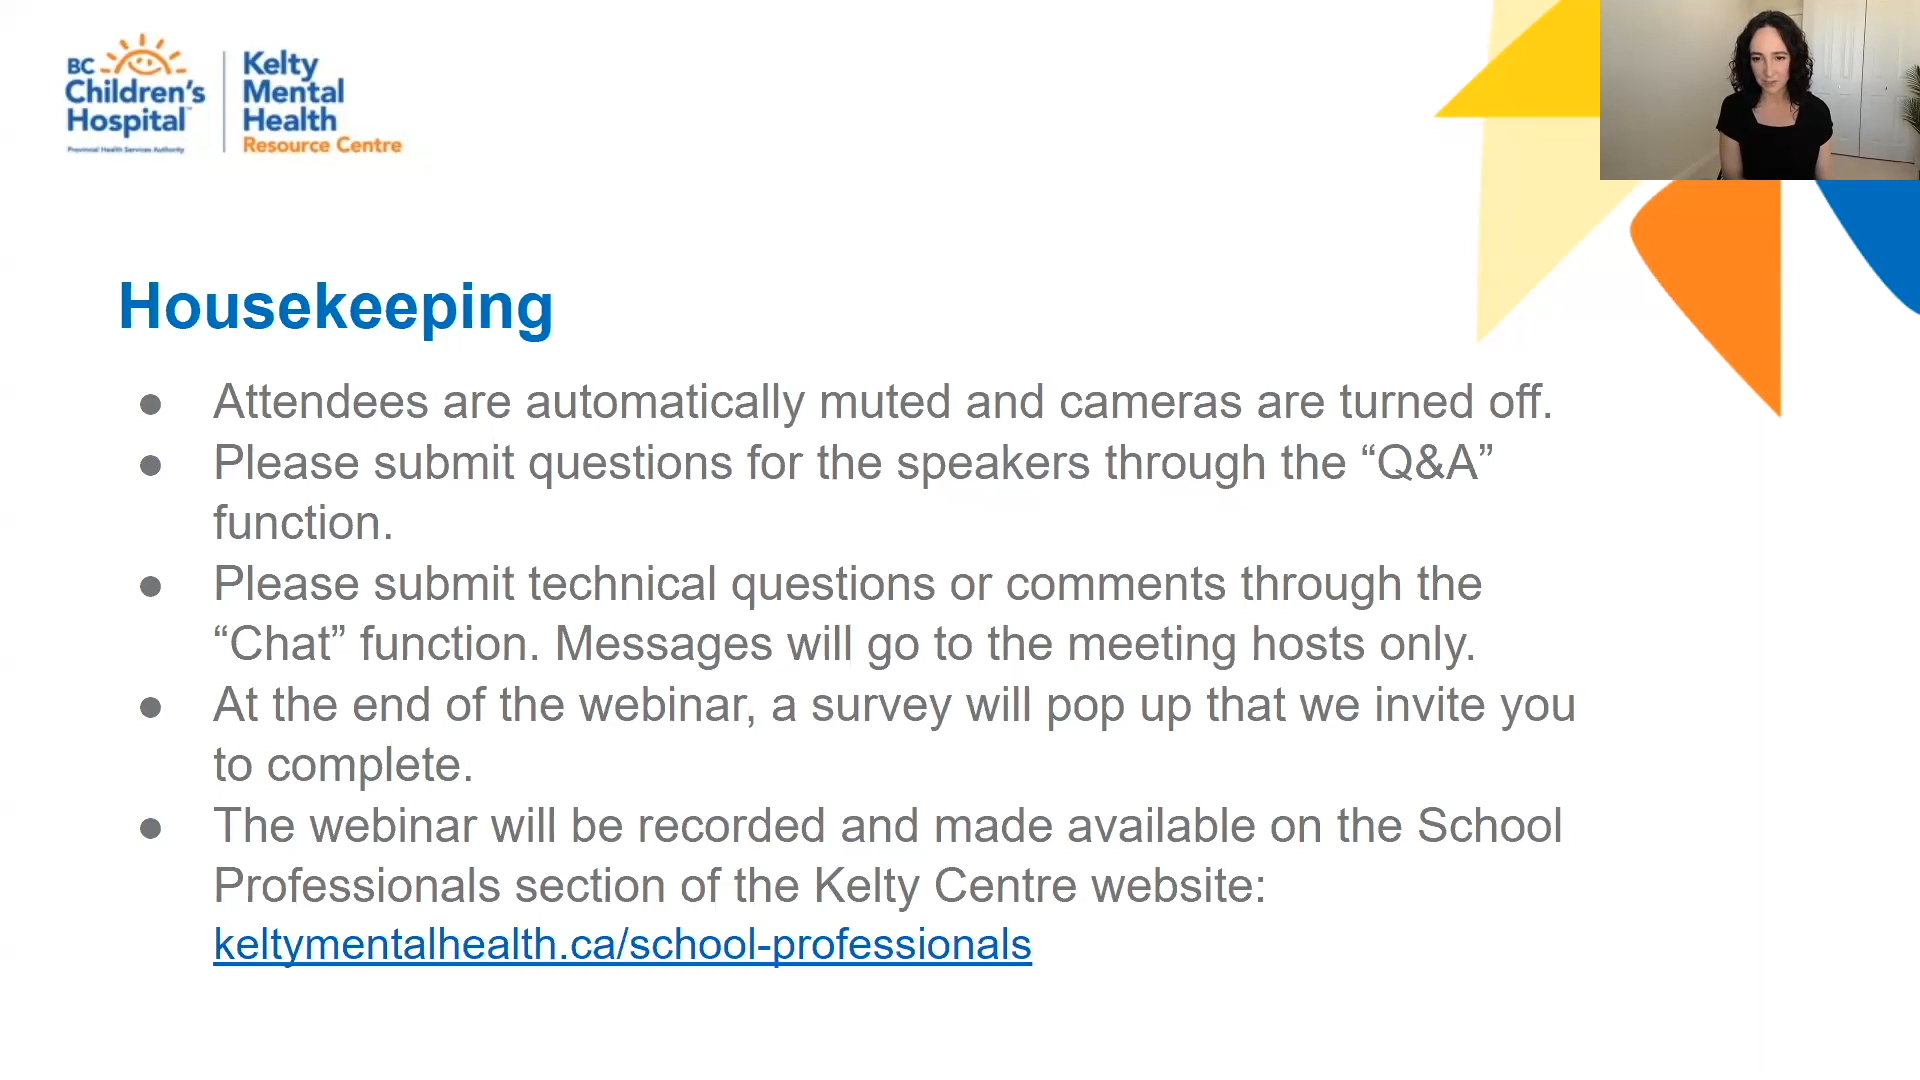 BC
Children's
Hospital
Provincial Health Services Authority
Kelty
Mental
Health
Resource Centre
Housekeeping
● Attendees are automatically muted and cameras are turned off.
● Please submit questions for the speakers through the “Q&A”
function.
● Please submit technical questions or comments through the
“Chat” function. Messages will go to the meeting hosts only.
● At the end of the webinar, a survey will pop up that we invite you
to complete.
● The webinar will be recorded and made available on the School
Professionals section of the Kelty Centre website:
keltymentalhealth.ca/school-professionals